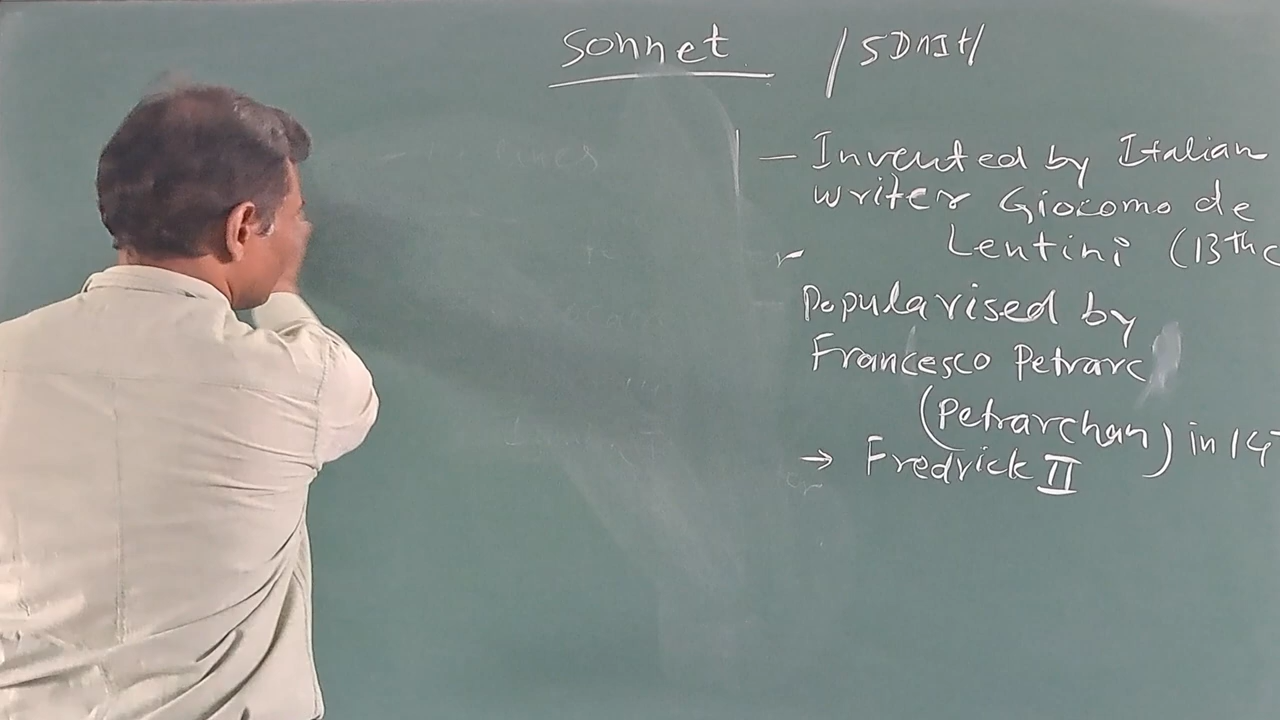 Sonnet /SDNIt/
— Invented by Italian
writer Giocomo de
Lentini (13th c
Popularised by
Francesco Petrarc
(Petrarchan) in 14
→ Fredrick II